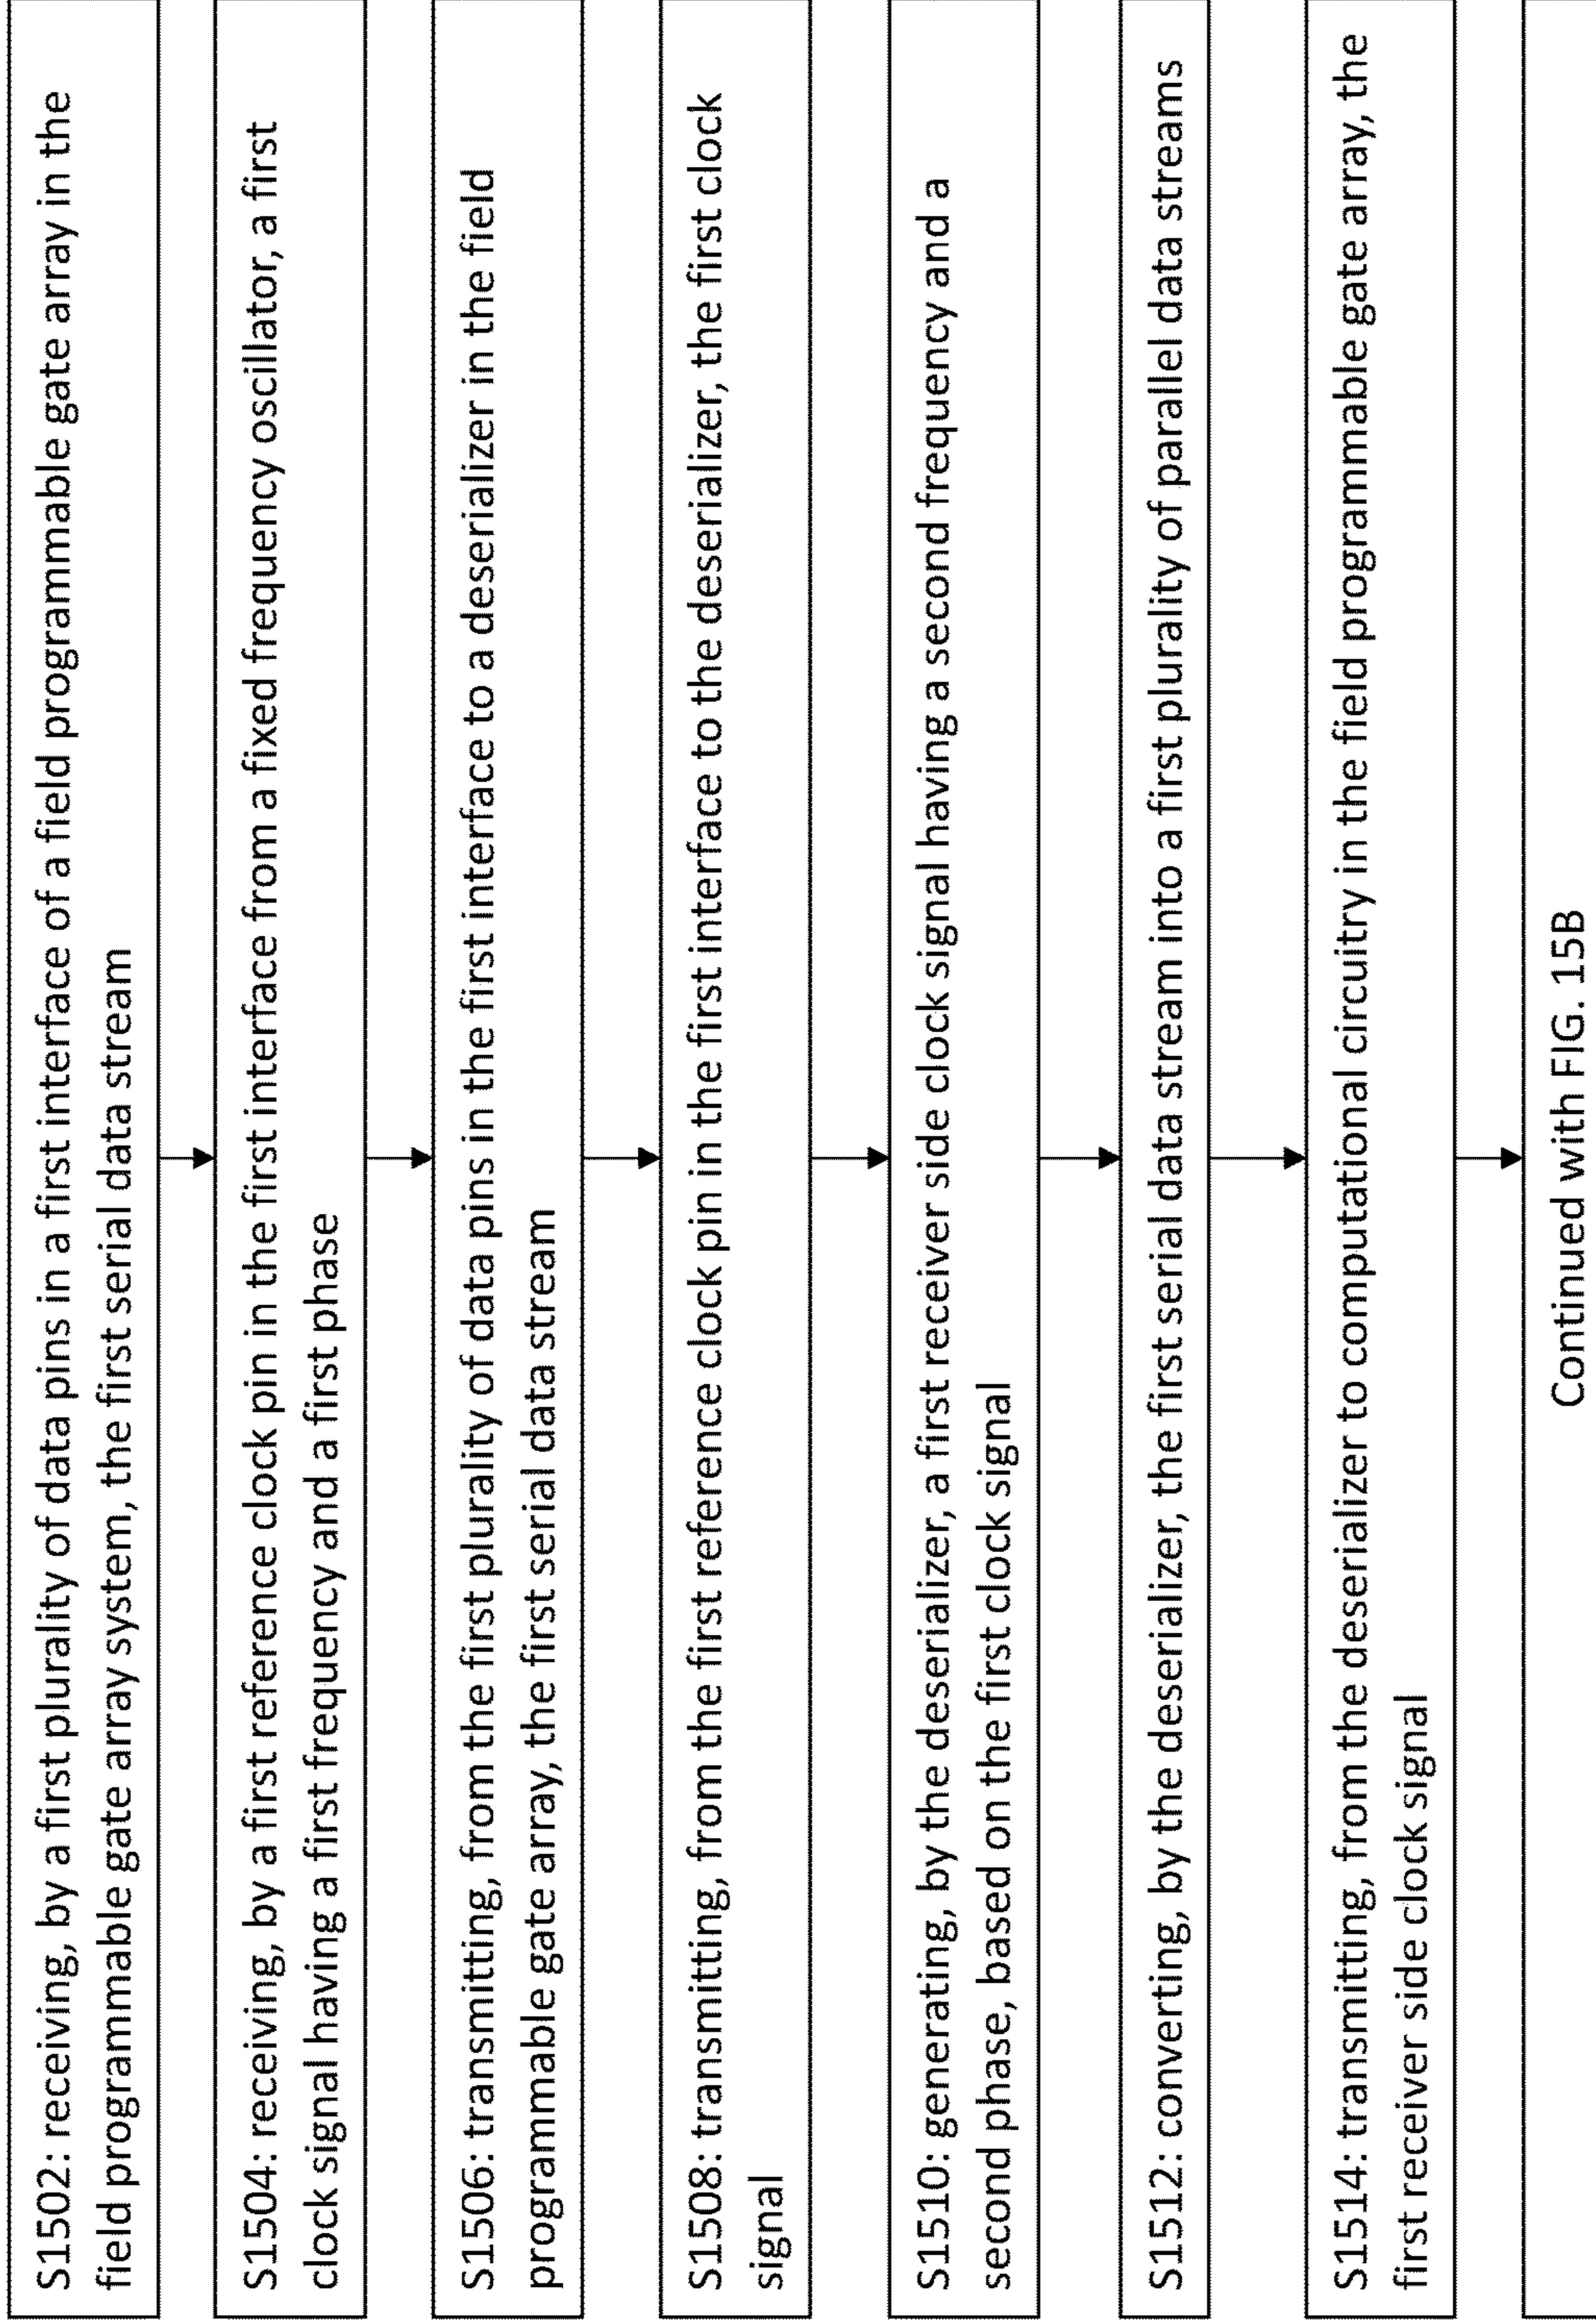 S1502: receiving, by a first plurality of data pins in a first interface of a field programmable gate array in the
field programmable gate array system, the first serial data stream
S1504: receiving, by a first reference clock pin in the first interface from a fixed frequency oscillator, a first
clock signal having a first frequency and a first phase
S1506: transmitting, from the first plurality of data pins in the first interface to a deserializer in the field
programmable gate array, the first serial data stream
S1508: transmitting, from the first reference clock pin in the first interface to the deserializer, the first clock
signal
S1510: generating, by the deserializer, a first receiver side clock signal having a second frequency and a
second phase, based on the first clock signal
S1512: converting, by the deserializer, the first serial data stream into a first plurality of parallel data streams
S1514: transmitting, from the deserializer to computational circuitry in the field programmable gate array, the
first receiver side clock signal
Continued with FIG. 15B